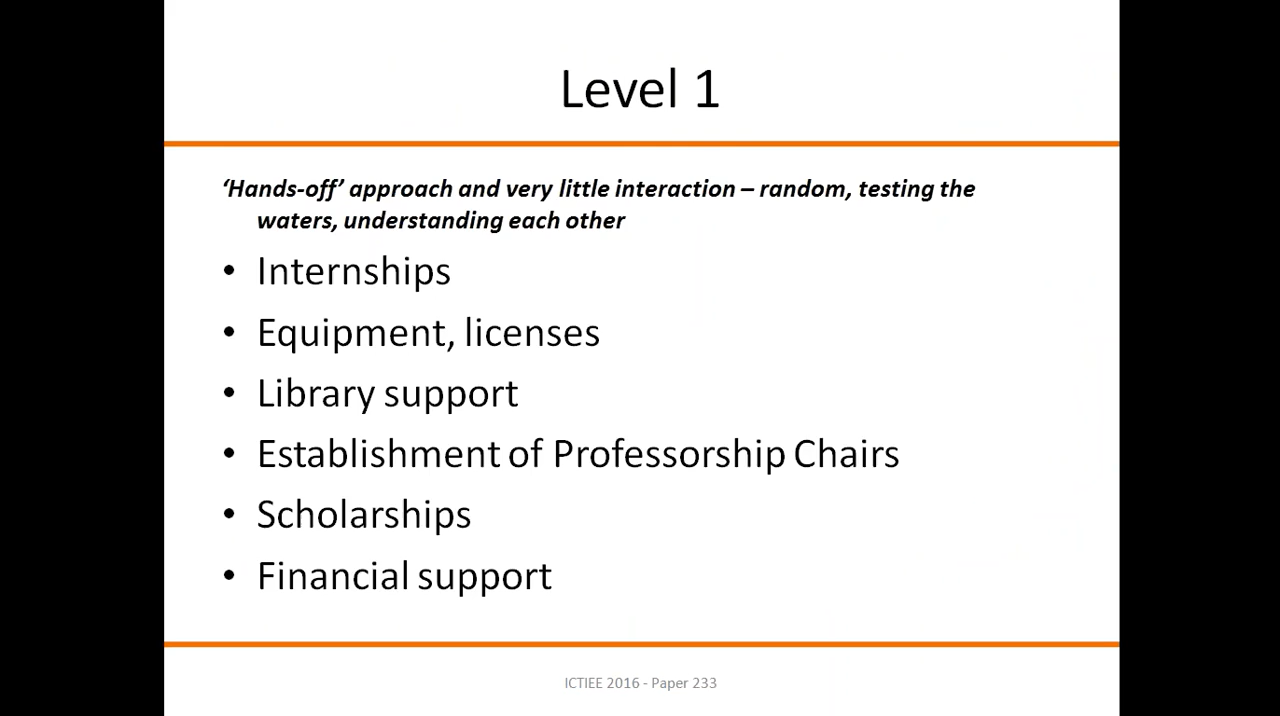 Level 1
‘Hands-off’ approach and very little interaction – random, testing the
waters, understanding each other
• Internships
• Equipment, licenses
• Library support
• Establishment of Professorship Chairs
• Scholarships
• Financial support
ICTIEE 2016 - Paper 233